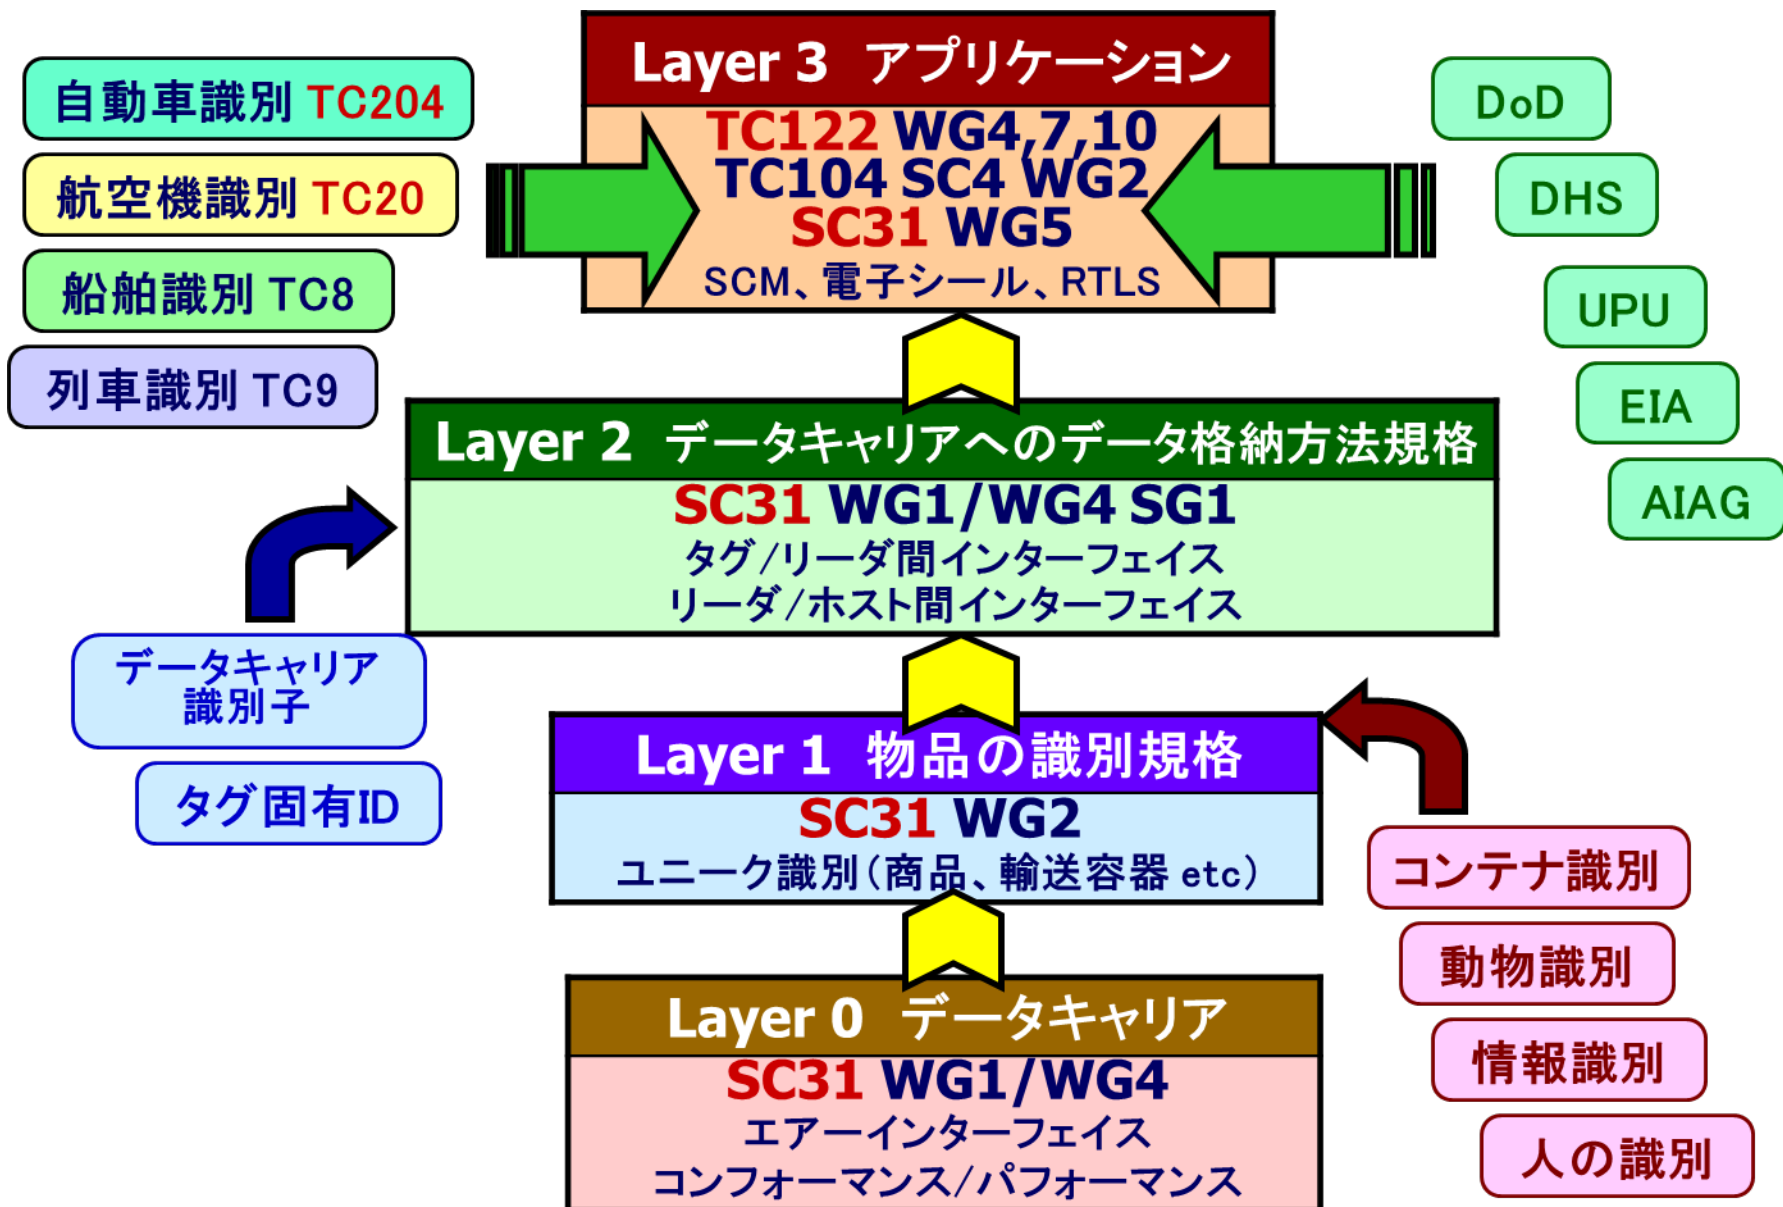 Layer 3 アプリケーション
TC122 WG4,7,10
TC104 SC4 WG2
SC31 WG5
SCM、電子シール、RTLS
自動車識別 TC204
航空機識別 TC20
船舶識別 TC8
列車識別 TC9
DoD
DHS
UPU
EIA
AIAG
Layer 2 データキャリアへのデータ格納方法規格
SC31 WG1/WG4 SG1
タグ/リーダ間インターフェイス
リーダ/ホスト間インターフェイス
データキャリア
識別子
タグ固有ID
Layer 1 物品の識別規格
SC31 WG2
ユニーク識別(商品、輸送容器 etc)
コンテナ識別
動物識別
情報識別
人の識別
Layer 0 データキャリア
SC31 WG1/WG4
エアーインターフェイス
コンフォーマンス/パフォーマンス